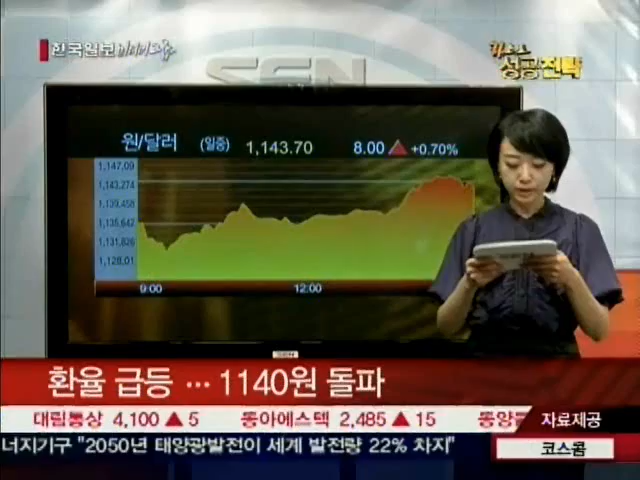 한국일보
성공전략
SEN
원/달러 (일중) 1,143.70 8.00 ▲ +0.70%
1,147.09
1,143.274
1,139.458
1,135.642
1,131.826
1,128.01
9:00 12:00
SEN
환율 급등 … 1140원 돌파
대림통상 4,100 ▲ 5 동아에스텍 2,485 ▲ 15 동양
자료제공
너지기구 "2050년 태양광발전이 세계 발전량 22% 차지"
코스콤